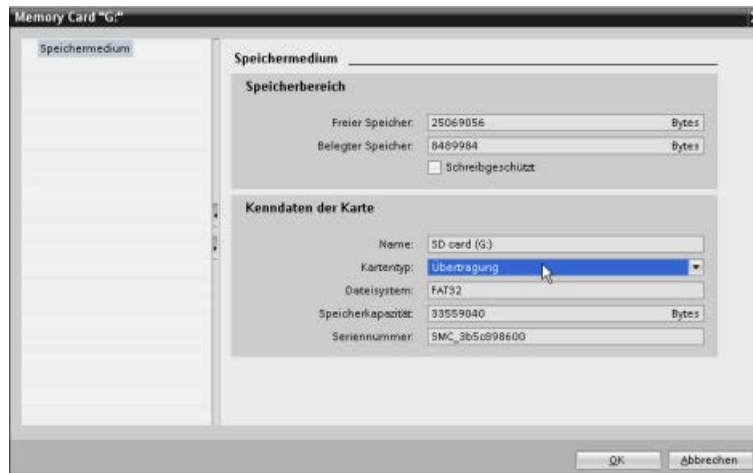 Memory Card "G:"
Speichermedium
Speichermedium
Speicherbereich
Freier Speicher: 25069056 Bytes
Belegter Speicher: 8489984 Bytes
Schreibgeschützt
Kenndaten der Karte
Name: SD card (G:)
Kartentyp: Übertragung
Dateisystem: FAT32
Speicherkapazität: 33559040 Bytes
Seriennummer: SMC_3b5c898600
OK Abbrechen